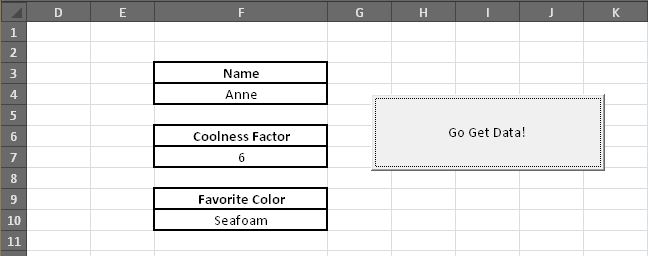 D E F G H I J K
1
2
3 Name
4 Anne
Go Get Data!
5
6 Coolness Factor
7 6
8
9 Favorite Color
10 Seafoam
11